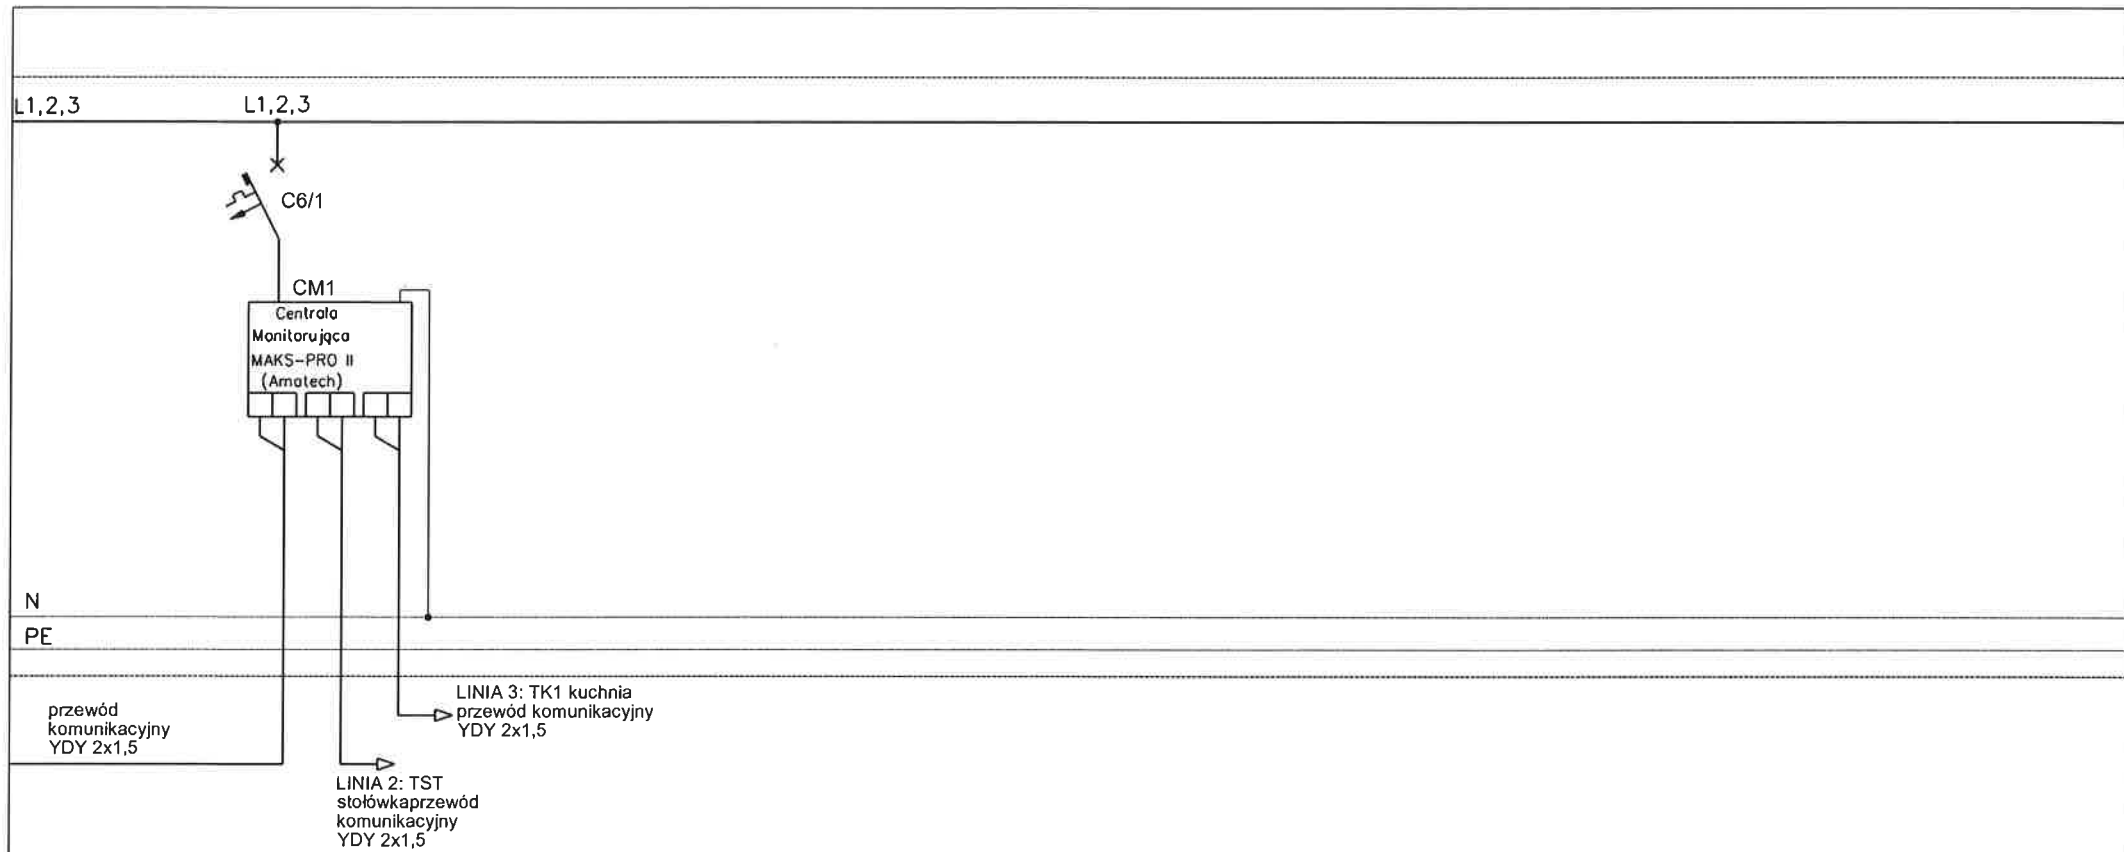 L1,2,3
L1,2,3
C6/1
CM1
Centrala
Monitorująca
MAKS-PRO II
(Amatech)
N
PE
przewód
komunikacyjny
YDY 2x1,5
LINIA 3: TK1 kuchnia
przewód komunikacyjny
YDY 2x1,5
LINIA 2: TST
stołówkaprzewód
komunikacyjny
YDY 2x1,5